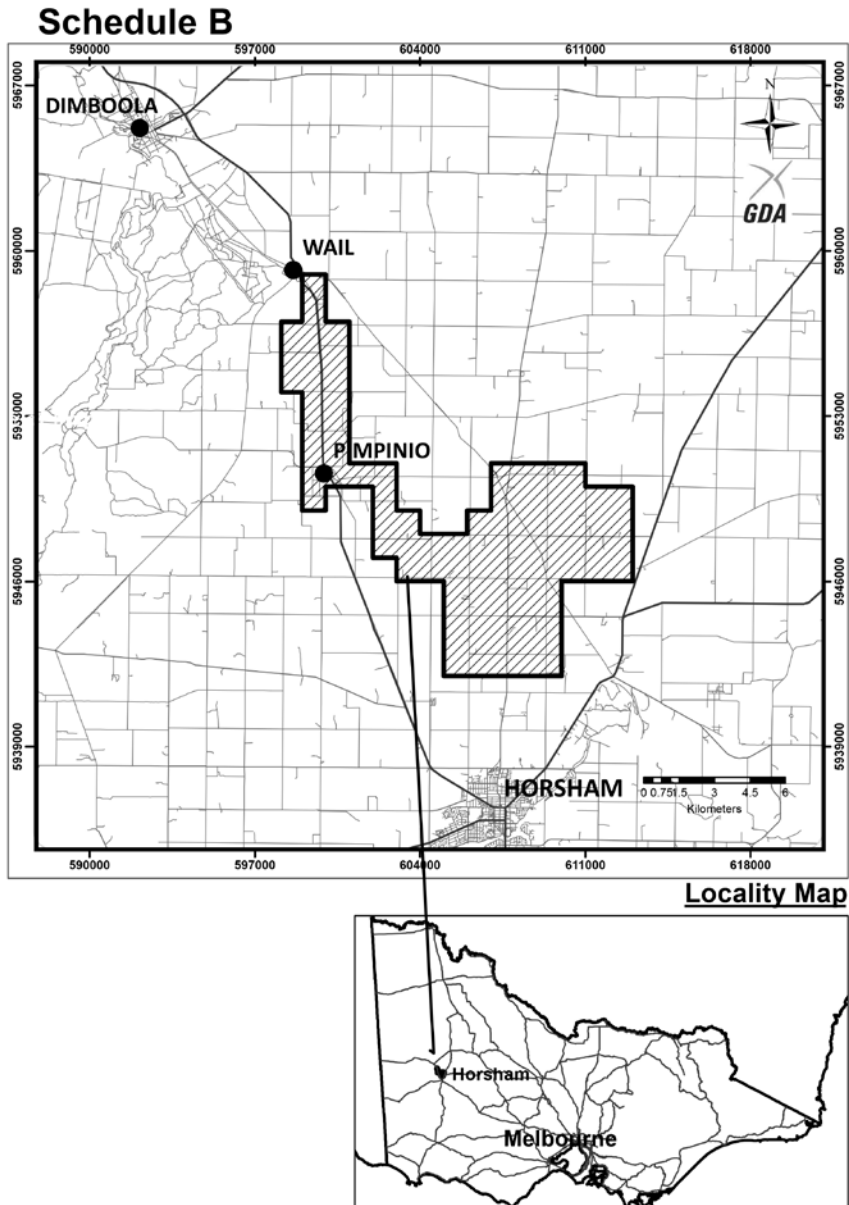 Schedule B
590000 597000 604000 611000 618000
5967000 5967000
DIMBOOLA
N
GDA
5960000 5960000
WAIL
5953000 5953000
PIMPINIO
5946000 5946000
5939000 5939000
HORSHAM
0 0.75 1.5 3 4.5 6
Kilometers
590000 597000 604000 611000 618000
Locality Map
Horsham
Melbourne